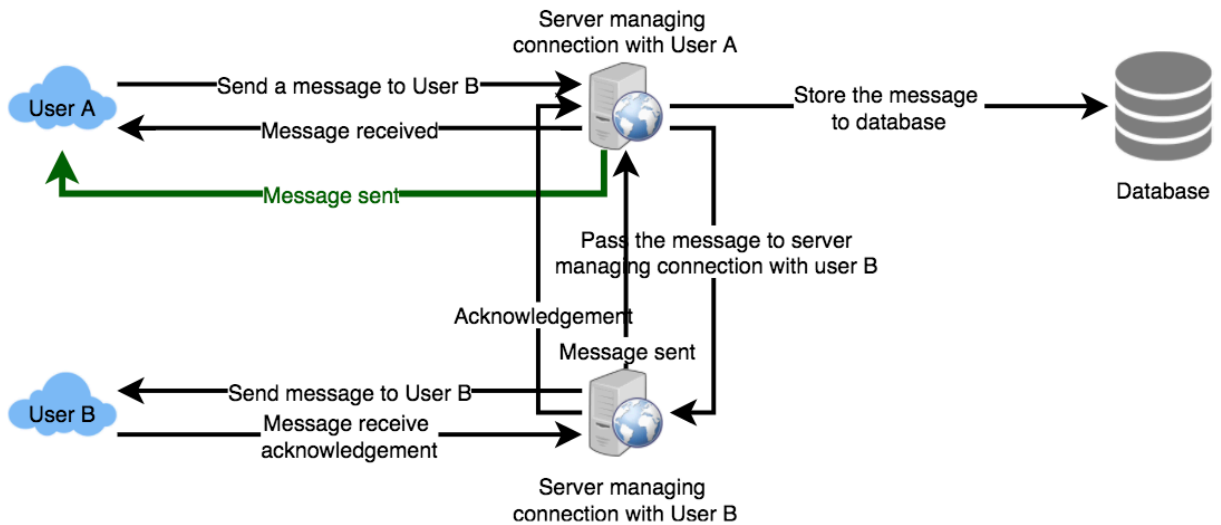 Server managing
connection with User A
User A
Send a message to User B
Message received
Message sent
Store the message
to database
Database
Pass the message to server
managing connection with user B
Acknowledgement
Message sent
User B
Send message to User B
Message receive
acknowledgement
Server managing
connection with User B